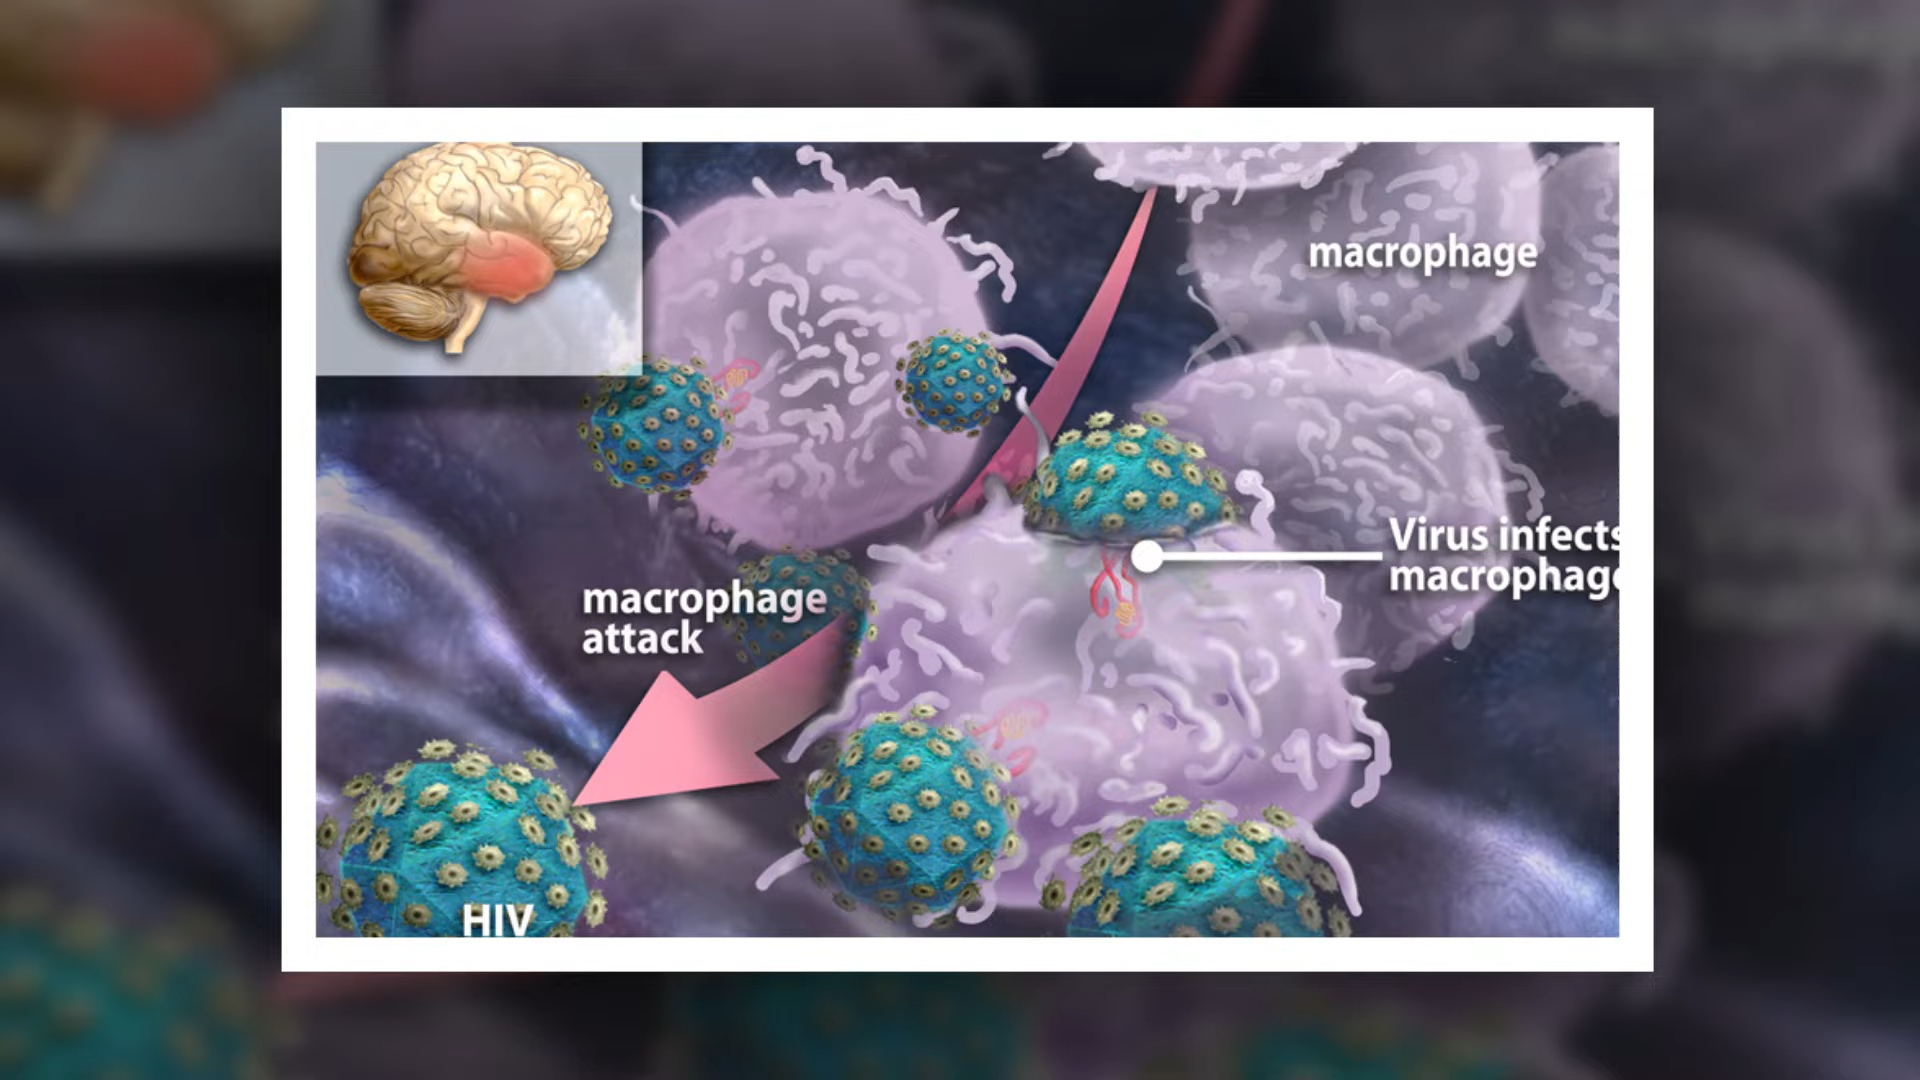 macrophage
Virus infects
macrophage
macrophage
attack
HIV